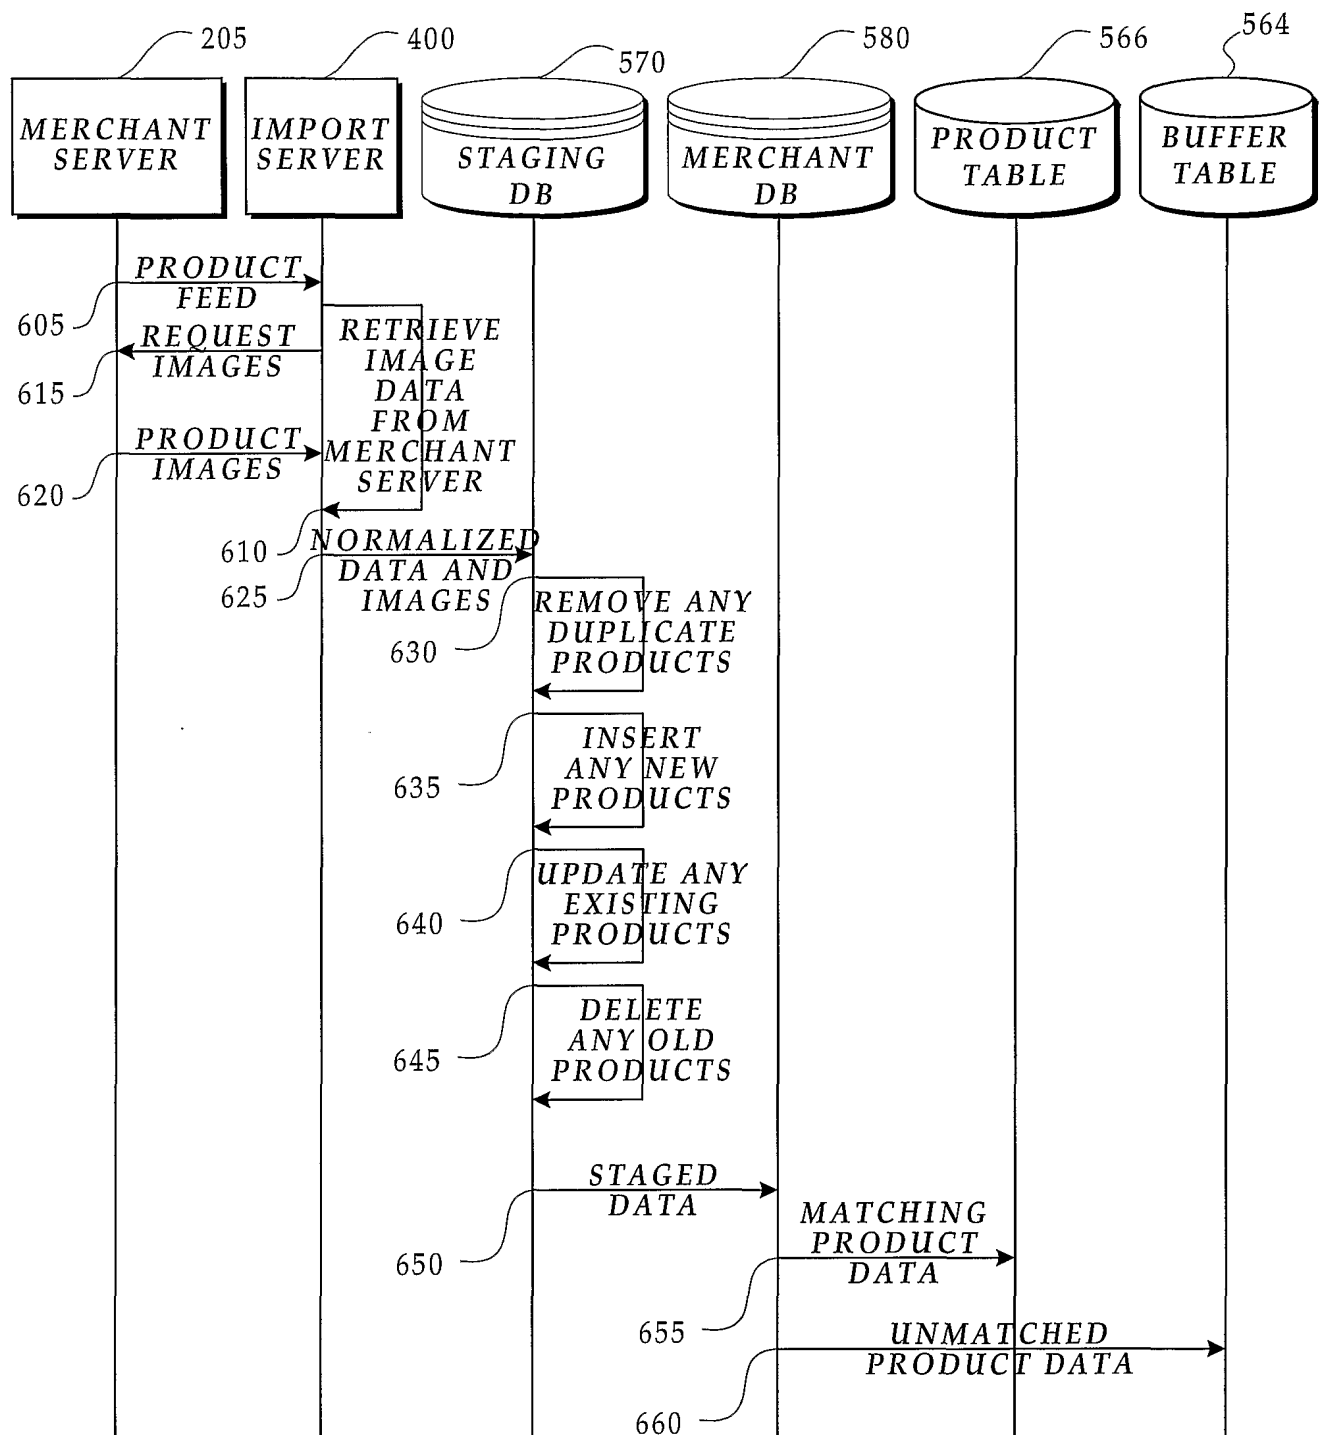 205
400
570
580
566
564
MERCHANT
SERVER
IMPORT
SERVER
STAGING
DB
MERCHANT
DB
PRODUCT
TABLE
BUFFER
TABLE
PRODUCT
FEED
605
REQUEST
IMAGES
615
RETRIEVE
IMAGE
DATA
FROM
MERCHANT
SERVER
PRODUCT
IMAGES
620
610
NORMALIZED
DATA AND
IMAGES
625
REMOVE ANY
DUPLICATE
PRODUCTS
630
INSERT
ANY NEW
PRODUCTS
635
UPDATE ANY
EXISTING
PRODUCTS
640
DELETE
ANY OLD
PRODUCTS
645
STAGED
DATA
650
MATCHING
PRODUCT
DATA
655
UNMATCHED
PRODUCT DATA
660